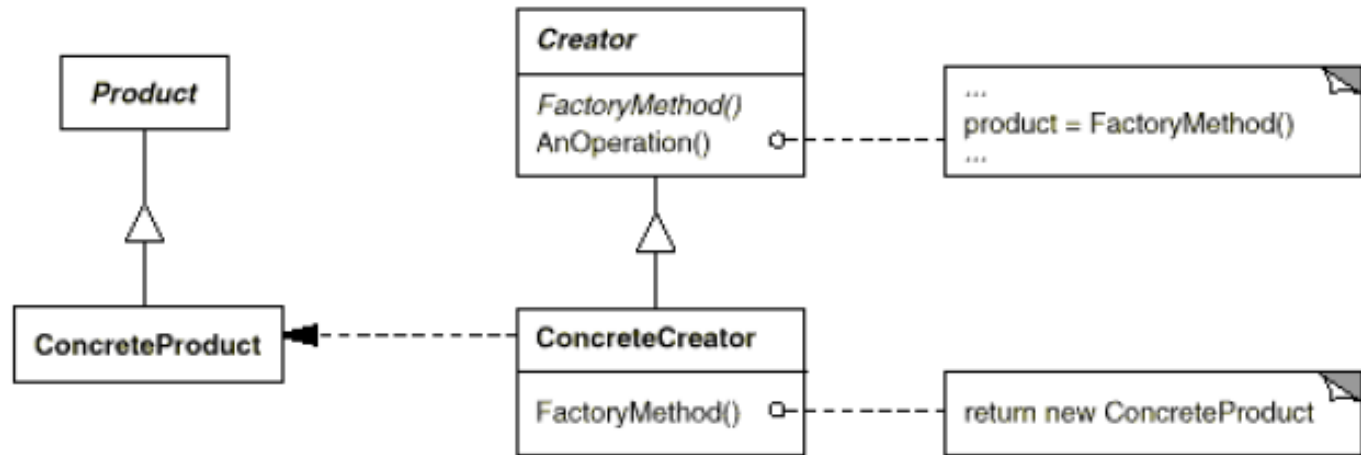 Product
ConcreteProduct
Creator
FactoryMethod()
AnOperation()
...
product = FactoryMethod()
...
ConcreteCreator
FactoryMethod()
return new ConcreteProduct